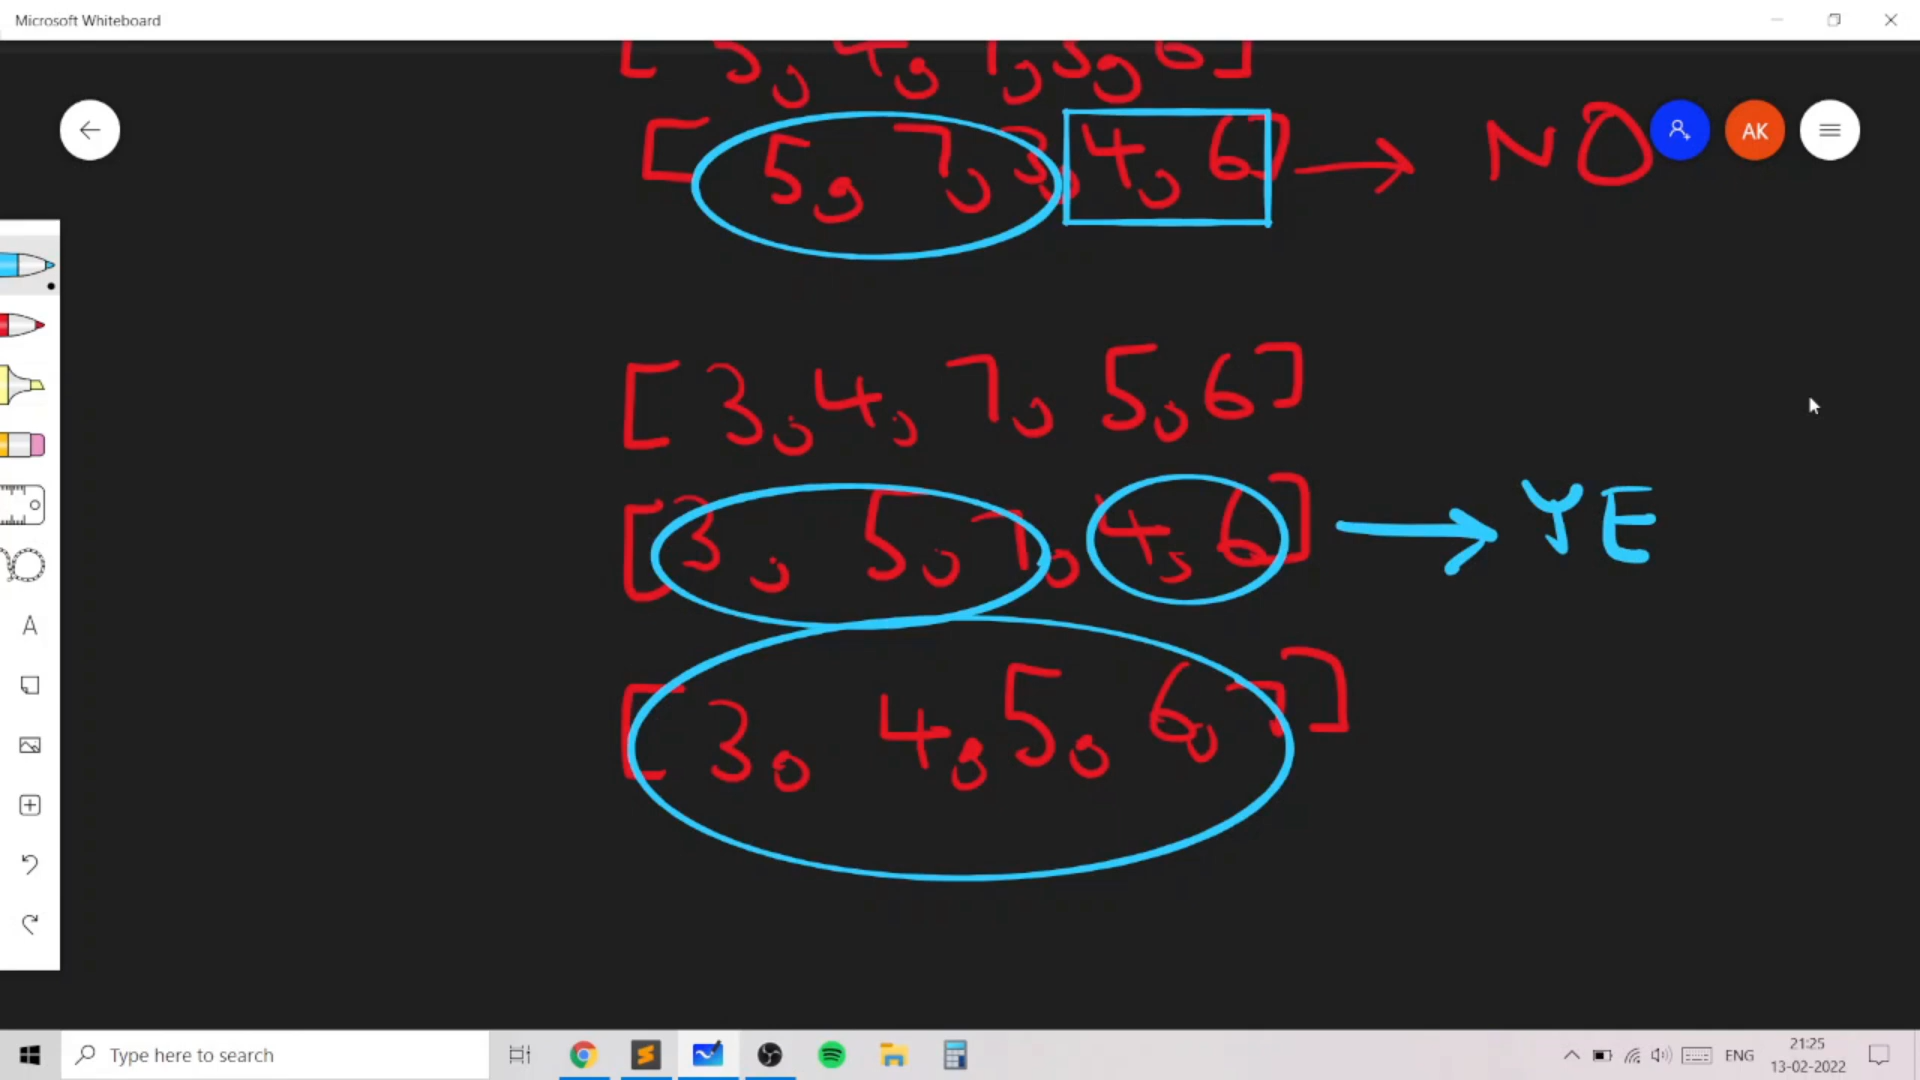 Microsoft Whiteboard
[ 3, 4, 7, 5, 6 ]
[ 5, 7, 3, 4, 6 ] → NO
AK
[ 3, 4, 7, 5, 6 ]
[ 3, 5, 7, 4, 6 ] → YE
[ 3, 4, 5, 6, 7 ]
A
Type here to search
ENG
21:25
13-02-2022